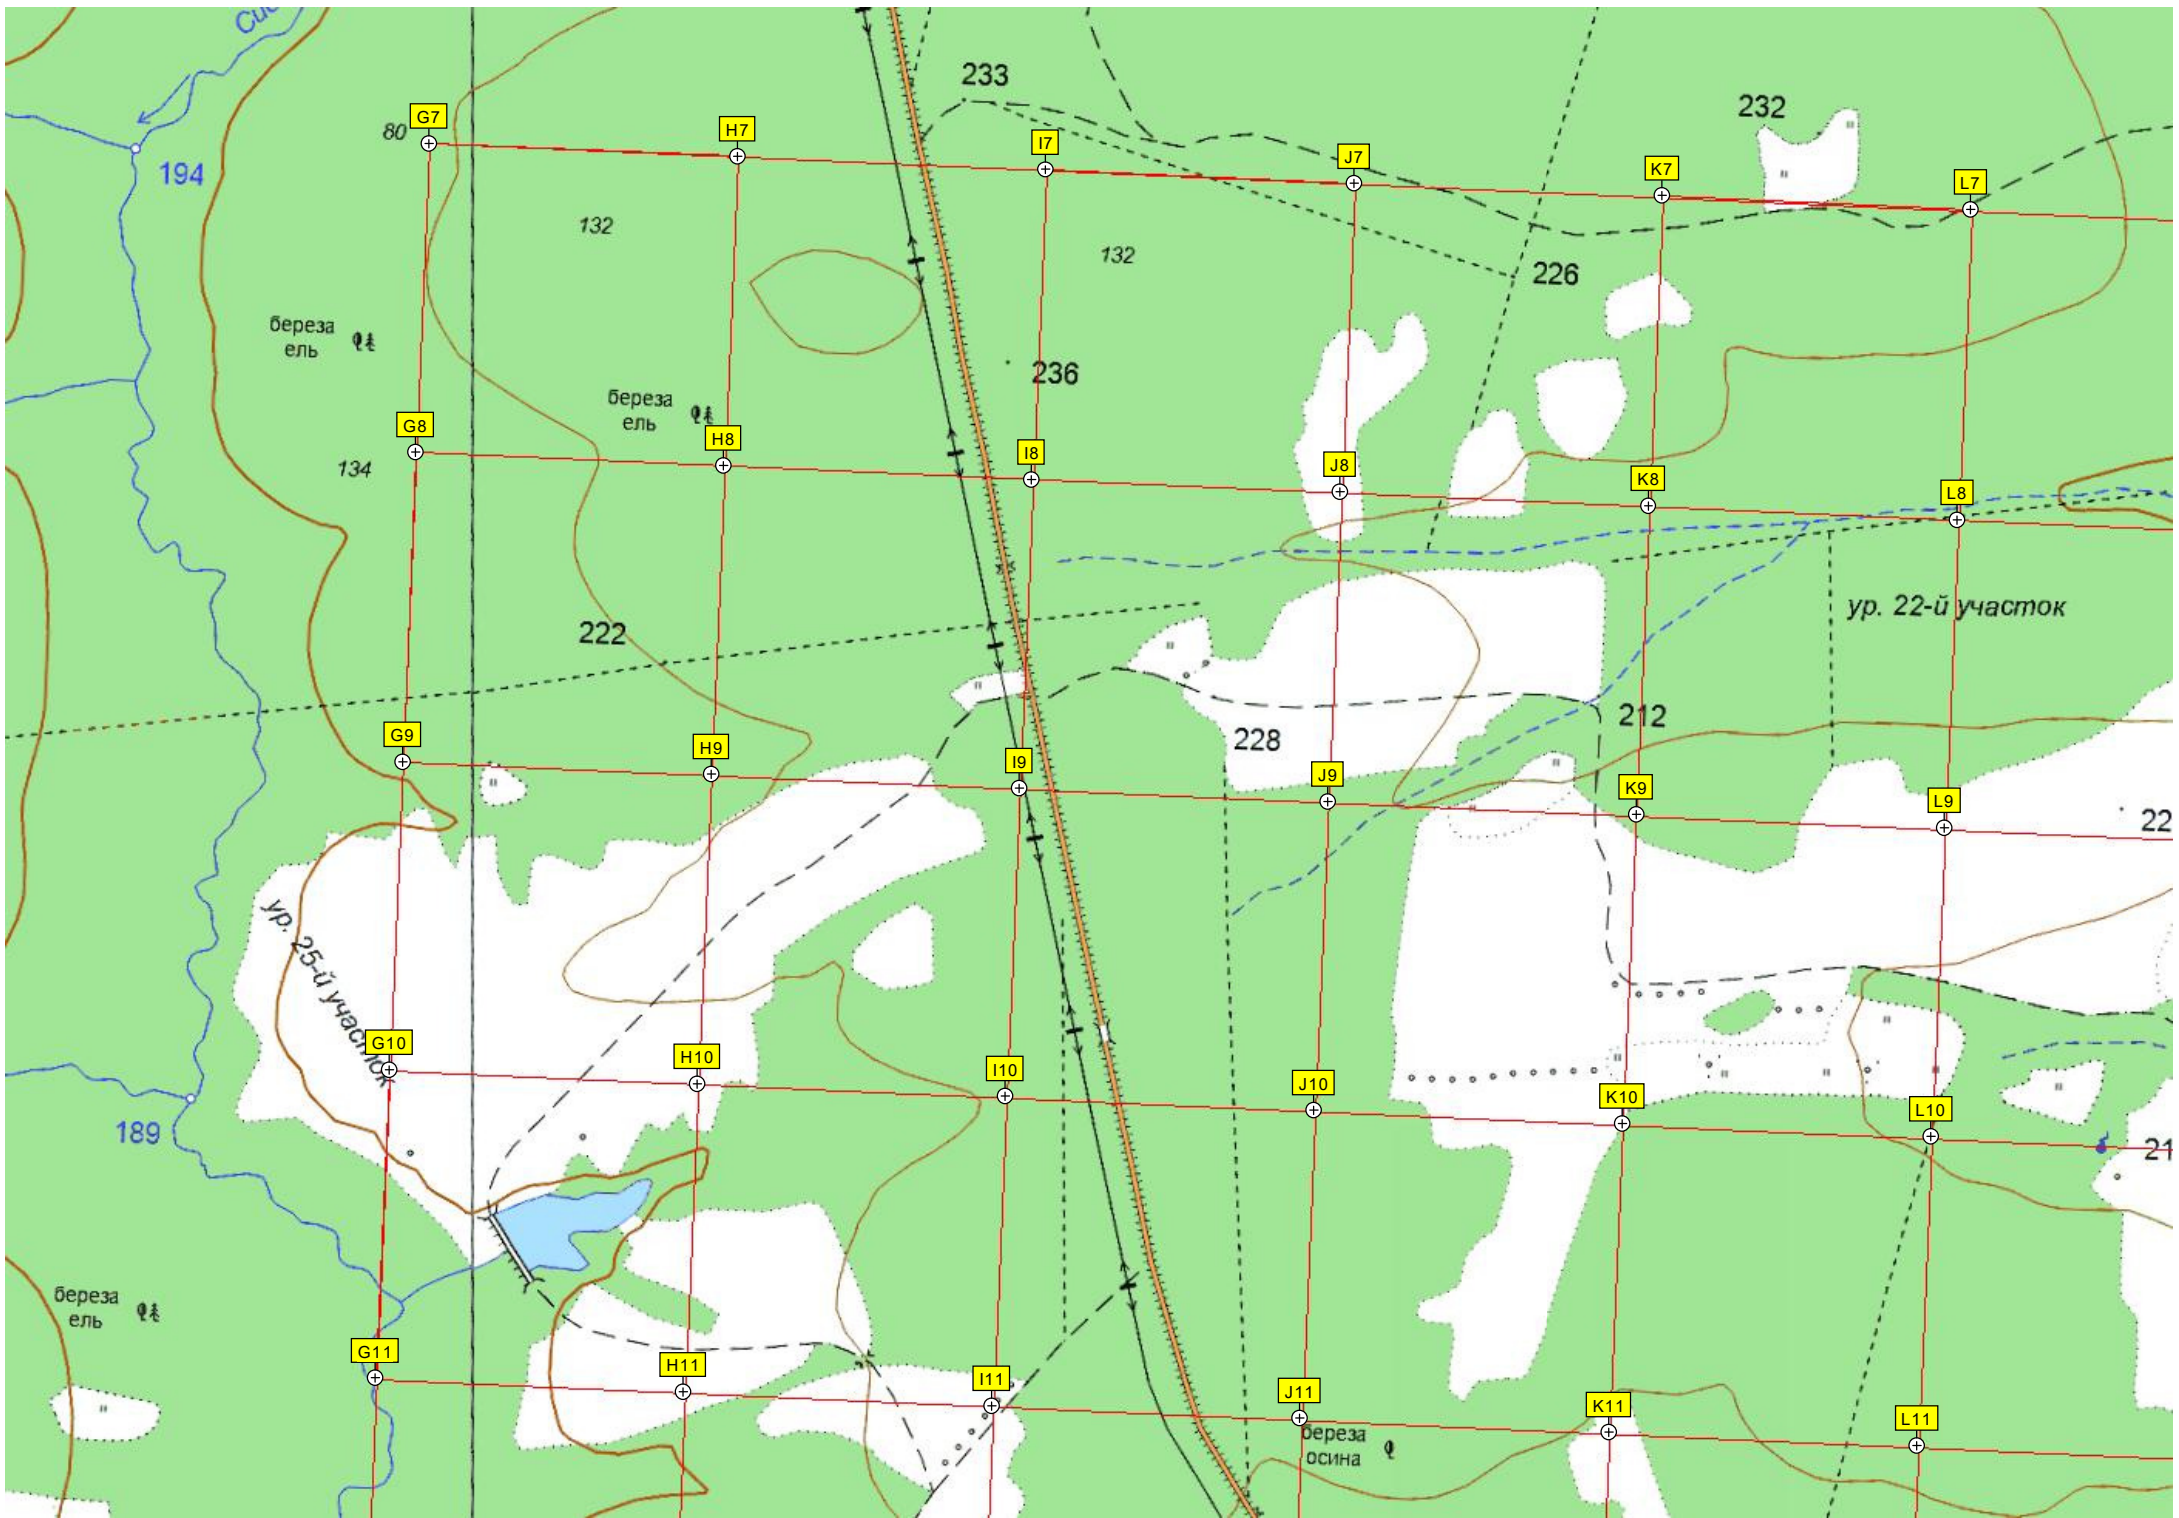 233
232
G7
80
H7
I7
J7
K7
L7
194
132
132
226
береза
ель
236
береза
ель
G8
H8
I8
J8
K8
L8
134
222
ур. 22-й участок
212
228
G9
H9
I9
J9
K9
L9
22
ур. 25-й участок
G10
H10
I10
J10
K10
L10
189
21
береза
ель
G11
H11
I11
J11
K11
L11
береза
осина